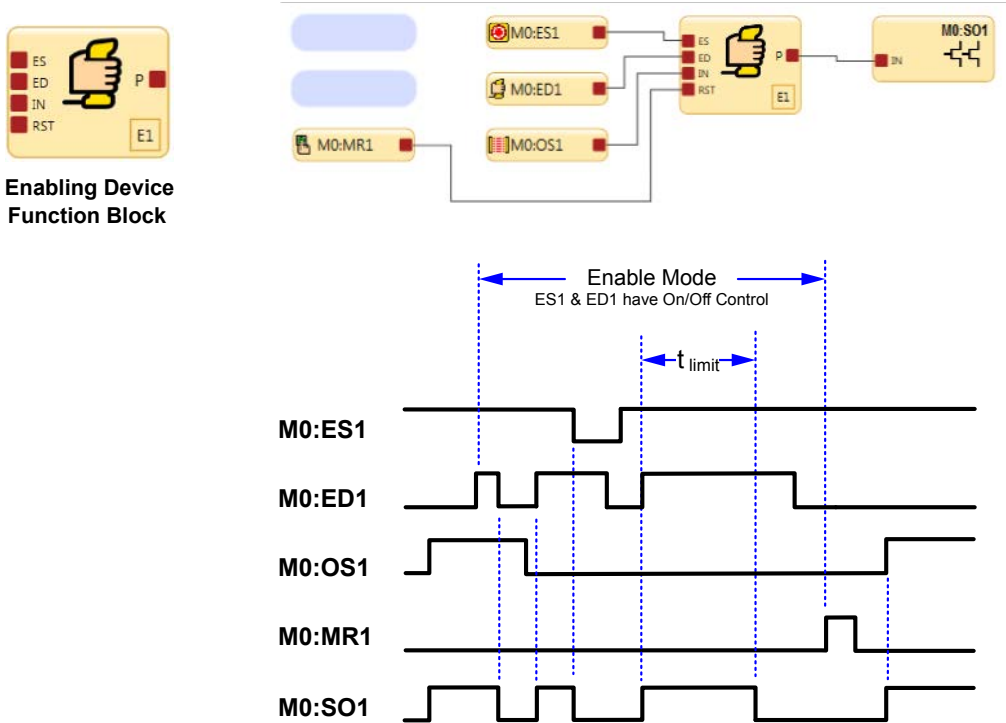 ES
ED
IN
RST
P
E1
Enabling Device
Function Block
M0:MR1
M0:ES1
M0:ED1
M0:OS1
ES
ED
IN
RST
P
E1
M0:SO1
IN
Enable Mode
ES1 & ED1 have On/Off Control
t limit
M0:ES1
M0:ED1
M0:OS1
M0:MR1
M0:SO1